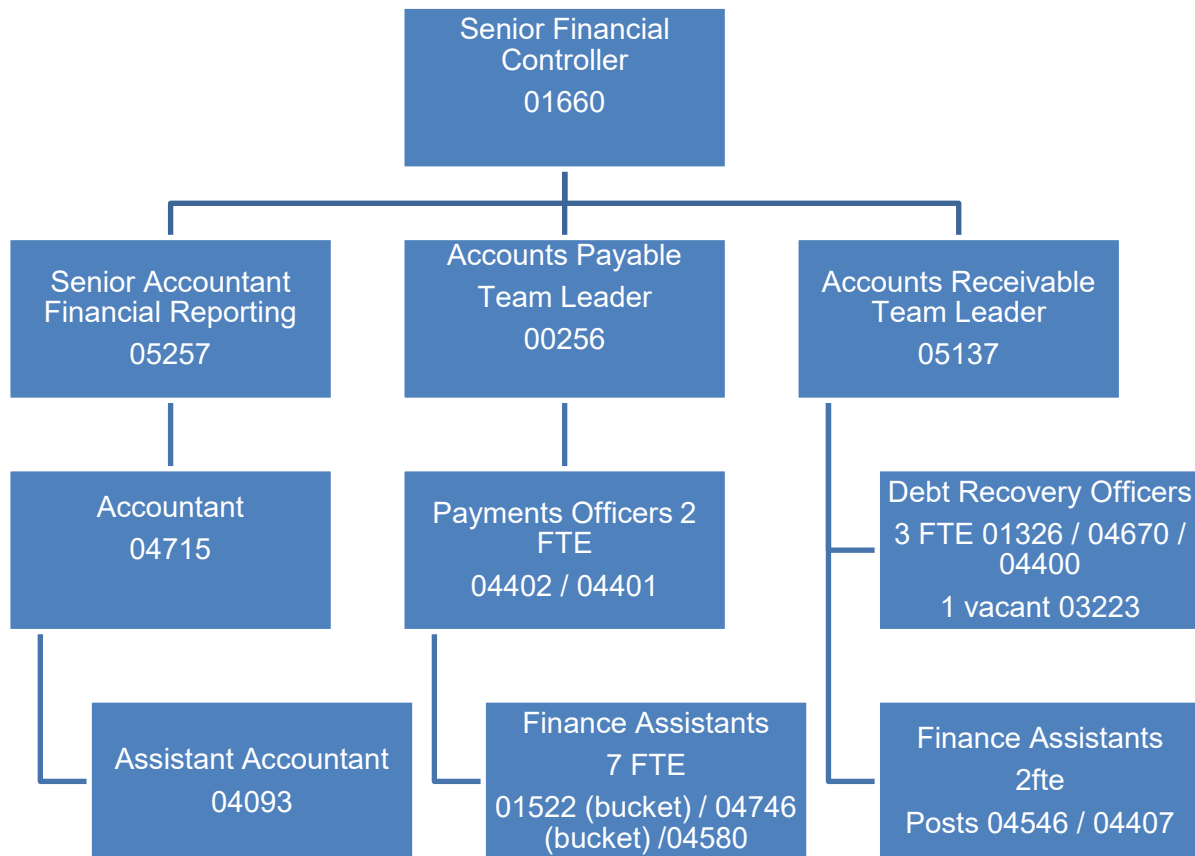 Senior Financial
Controller
01660
Senior Accountant
Financial Reporting
05257
Accounts Payable
Team Leader
00256
Accounts Receivable
Team Leader
05137
Accountant
04715
Payments Officers 2
FTE
04402 / 04401
Debt Recovery Officers
3 FTE 01326 / 04670 /
04400
1 vacant 03223
Assistant Accountant
04093
Finance Assistants
7 FTE
01522 (bucket) / 04746
(bucket) /04580
Finance Assistants
2fte
Posts 04546 / 04407